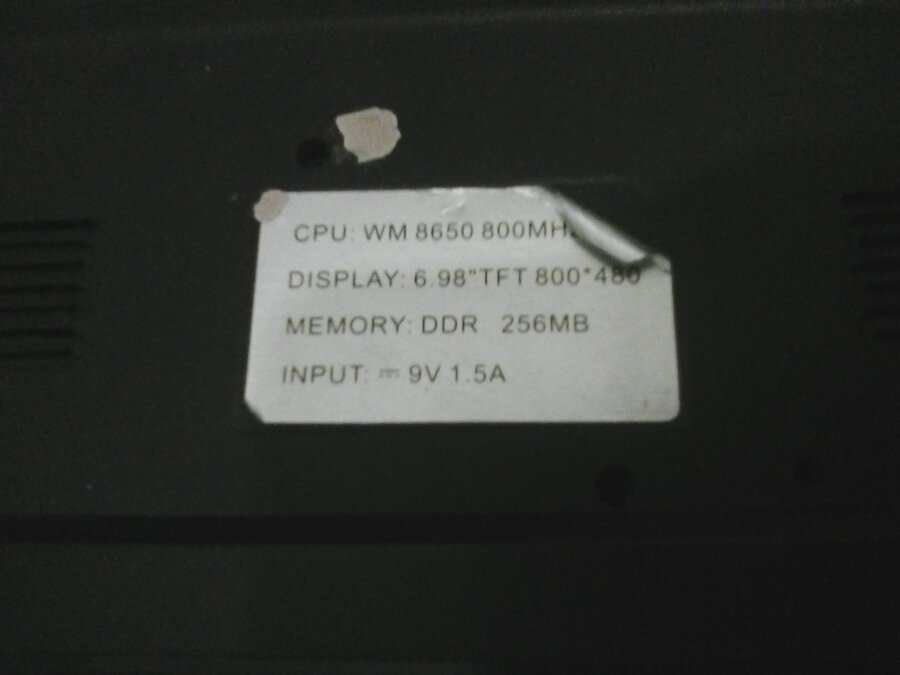 CPU: WM 8650 800MH
DISPLAY: 6.98"TFT 800*480
MEMORY: DDR 256MB
INPUT: ⎓ 9V 1.5A